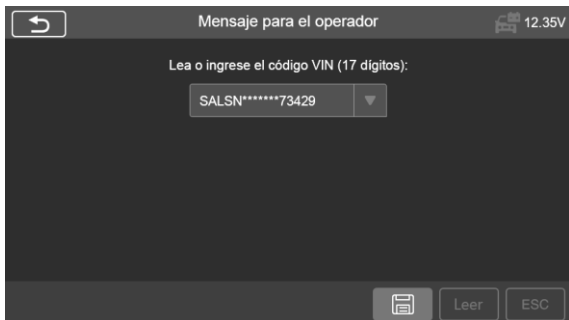 Mensaje para el operador
12.35V
Lea o ingrese el código VIN (17 dígitos):
SALSN*******73429
Leer
ESC